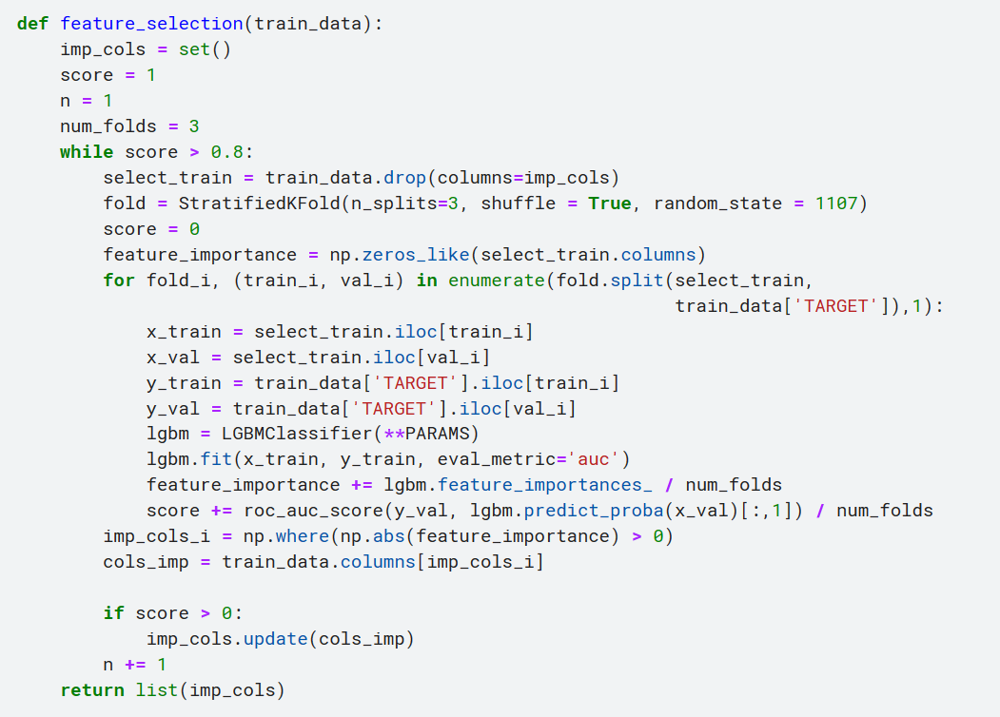 def feature_selection(train_data):
    imp_cols = set()
    score = 1
    n = 1
    num_folds = 3
    while score > 0.8:
        select_train = train_data.drop(columns=imp_cols)
        fold = StratifiedKFold(n_splits=3, shuffle = True, random_state = 1107)
        score = 0
        feature_importance = np.zeros_like(select_train.columns)
        for fold_i, (train_i, val_i) in enumerate(fold.split(select_train,
                                                             train_data['TARGET']),1):
            x_train = select_train.iloc[train_i]
            x_val = select_train.iloc[val_i]
            y_train = train_data['TARGET'].iloc[train_i]
            y_val = train_data['TARGET'].iloc[val_i]
            lgbm = LGBMClassifier(**PARAMS)
            lgbm.fit(x_train, y_train, eval_metric='auc')
            feature_importance += lgbm.feature_importances_ / num_folds
            score += roc_auc_score(y_val, lgbm.predict_proba(x_val)[:,1]) / num_folds
        imp_cols_i = np.where(np.abs(feature_importance) > 0)
        cols_imp = train_data.columns[imp_cols_i]

        if score > 0:
            imp_cols.update(cols_imp)
        n += 1
    return list(imp_cols)